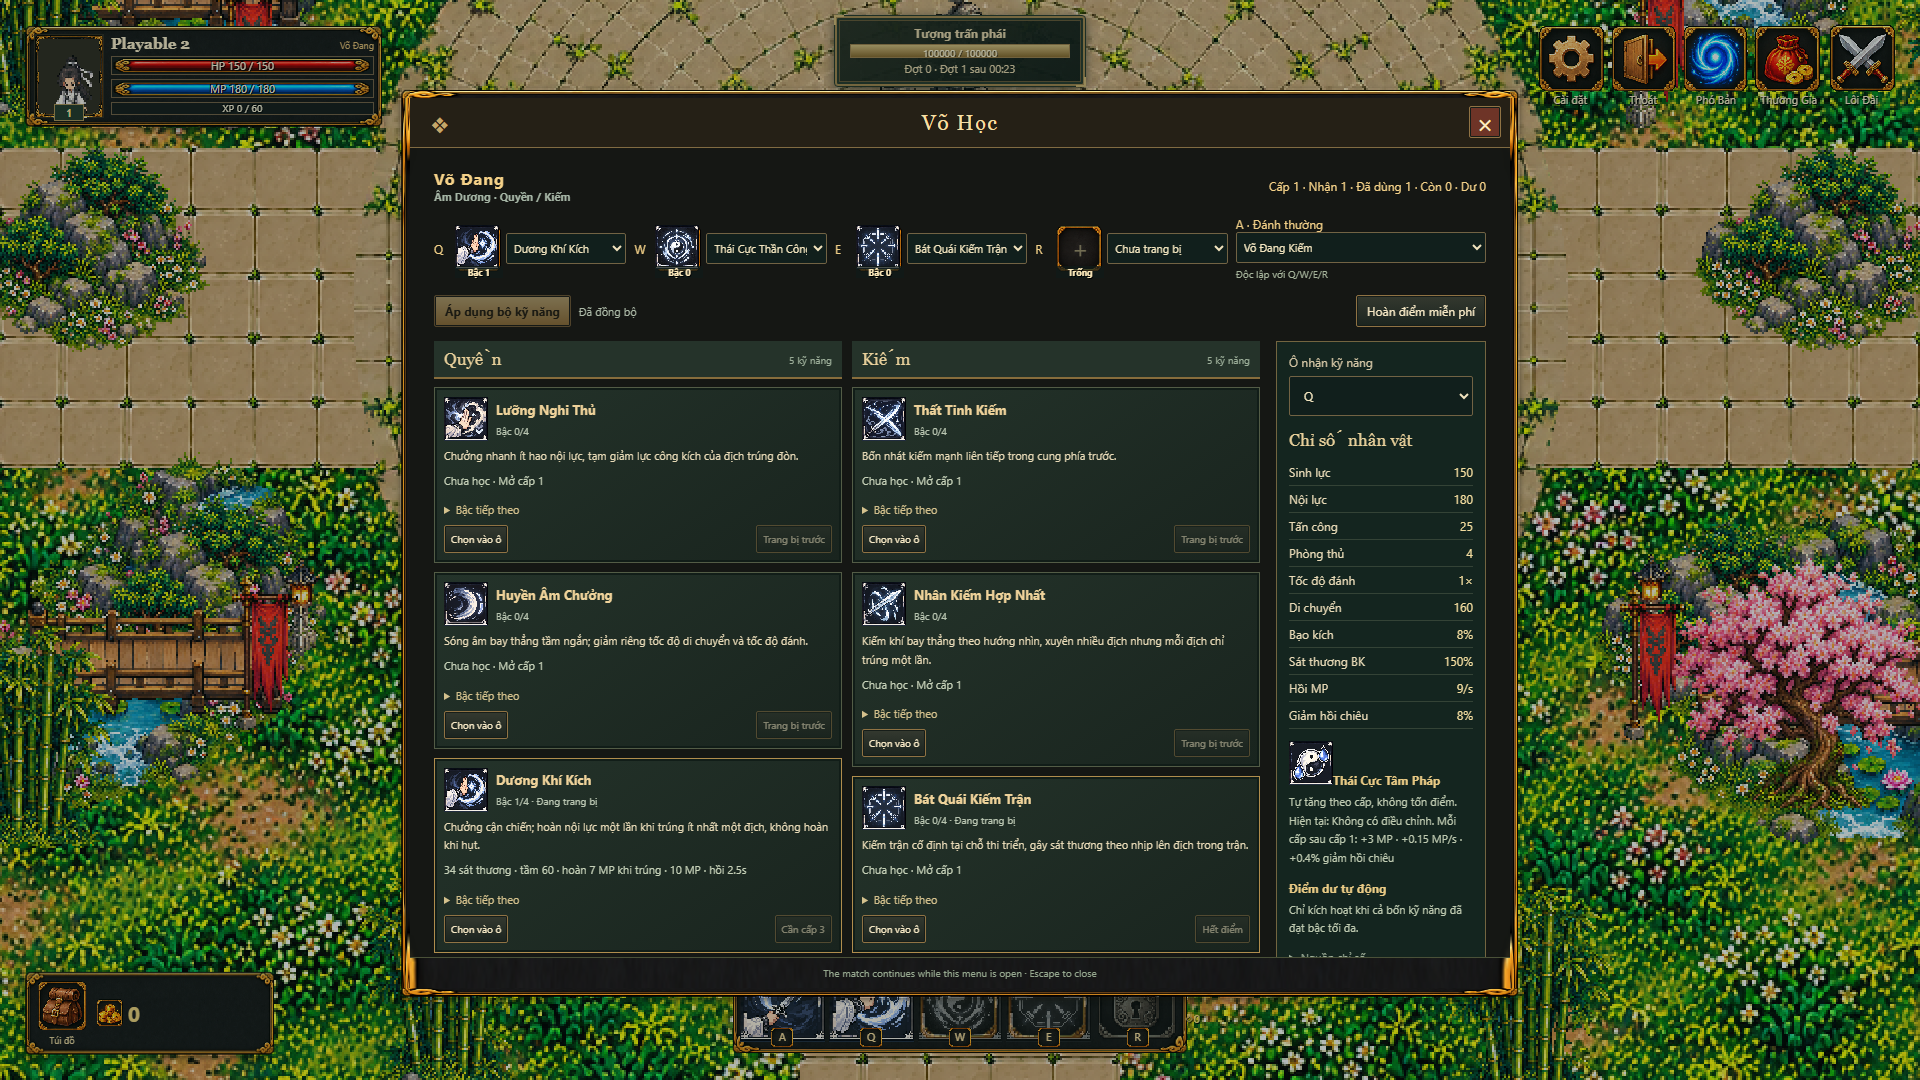 Playable 2
Võ Đang
HP 150 / 150
MP 180 / 180
XP 0 / 60
1
Tượng trấn phái
100000 / 100000
Đợt 0 · Đợt 1 sau 00:23
Cài đặt
Thoát
Phó Bản
Thương Gia
Lôi Đài
Võ Học
Võ Đang
Âm Dương · Quyền / Kiếm
Cấp 1 · Nhận 1 · Đã dùng 1 · Còn 0 · Dư 0
Q
Bậc 1
Dương Khí Kích
W
Bậc 0
Thái Cực Thần Công
E
Bậc 0
Bát Quái Kiếm Trận
R
Trống
Chưa trang bị
A · Đánh thường
Võ Đang Kiếm
Độc lập với Q/W/E/R
Áp dụng bộ kỹ năng
Đã đồng bộ
Hoàn điểm miễn phí
Quyền
5 kỹ năng
Lưỡng Nghi Thủ
Bậc 0/4
Chưởng nhanh ít hao nội lực, tạm giảm lực công kích của địch trúng đòn.
Chưa học · Mở cấp 1
Bậc tiếp theo
Chọn vào ô
Trang bị trước
Huyền Âm Chưởng
Bậc 0/4
Sóng âm bay thẳng tầm ngắn; giảm riêng tốc độ di chuyển và tốc độ đánh.
Chưa học · Mở cấp 1
Bậc tiếp theo
Chọn vào ô
Trang bị trước
Dương Khí Kích
Bậc 1/4 · Đang trang bị
Chưởng cận chiến; hoàn nội lực một lần khi trúng ít nhất một địch, không hoàn
khi hụt.
34 sát thương · tầm 60 · hoàn 7 MP khi trúng · 10 MP · hồi 2.5s
Bậc tiếp theo
Chọn vào ô
Cần cấp 3
Kiếm
5 kỹ năng
Thất Tinh Kiếm
Bậc 0/4
Bốn nhát kiếm mạnh liên tiếp trong cung phía trước.
Chưa học · Mở cấp 1
Bậc tiếp theo
Chọn vào ô
Trang bị trước
Nhân Kiếm Hợp Nhất
Bậc 0/4
Kiếm khí bay thẳng theo hướng nhìn, xuyên nhiều địch nhưng mỗi địch chỉ
trúng một lần.
Chưa học · Mở cấp 1
Bậc tiếp theo
Chọn vào ô
Trang bị trước
Bát Quái Kiếm Trận
Bậc 0/4 · Đang trang bị
Kiếm trận cố định tại chỗ thi triển, gây sát thương theo nhịp lên địch trong trận.
Chưa học · Mở cấp 1
Bậc tiếp theo
Chọn vào ô
Hết điểm
Ô nhận kỹ năng
Q
Chỉ số nhân vật
Sinh lực 150
Nội lực 180
Tấn công 25
Phòng thủ 4
Tốc độ đánh 1×
Di chuyển 160
Bạo kích 8%
Sát thương BK 150%
Hồi MP 9/s
Giảm hồi chiêu 8%
Thái Cực Tâm Pháp
Tự tăng theo cấp, không tốn điểm.
Hiện tại: Không có điều chỉnh. Mỗi
cấp sau cấp 1: +3 MP · +0.15 MP/s ·
+0.4% giảm hồi chiêu
Điểm dư tự động
Chỉ kích hoạt khi cả bốn kỹ năng đã
đạt bậc tối đa.
The match continues while this menu is open · Escape to close
Túi đồ
0
A
Q
W
E
R